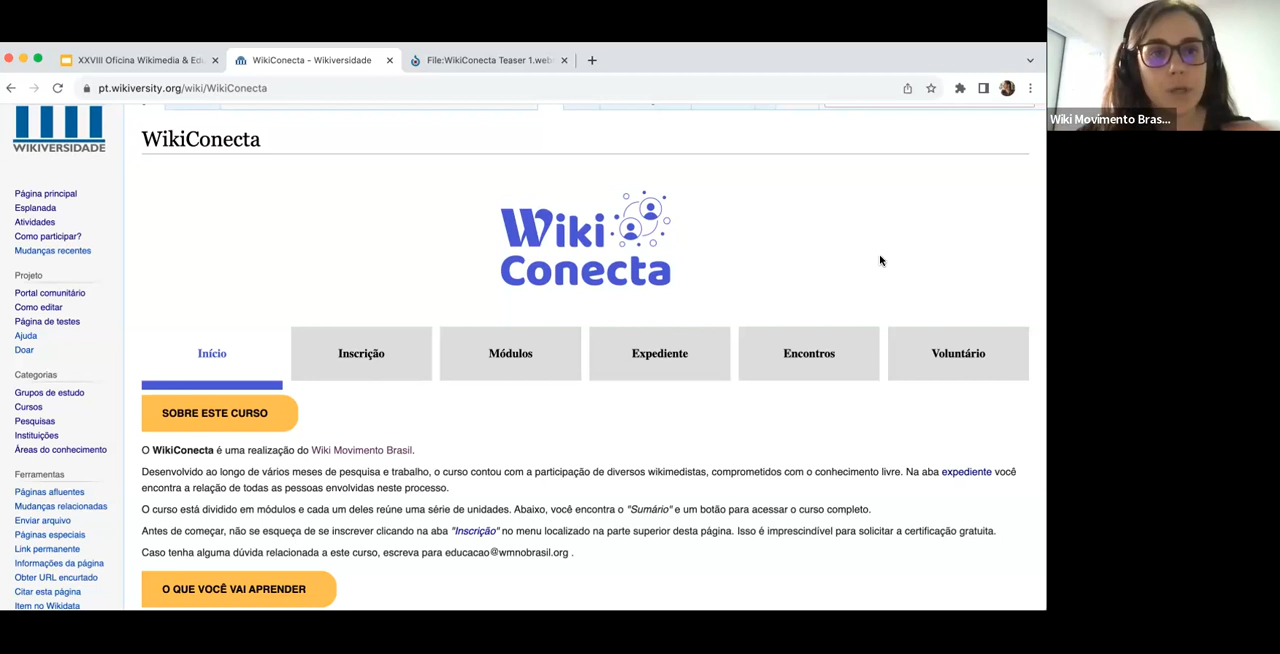 XXVIII Oficina Wikimedia & Edu
WikiConecta - Wikiversidade
File:WikiConecta Teaser 1.web
pt.wikiversity.org/wiki/WikiConecta
Wiki Movimento Bras...
WIKIVERSIDADE
Página principal
Esplanada
Atividades
Como participar?
Mudanças recentes
Projeto
Portal comunitário
Como editar
Página de testes
Ajuda
Doar
Categorias
Grupos de estudo
Cursos
Pesquisas
Instituições
Áreas do conhecimento
Ferramentas
Páginas afluentes
Mudanças relacionadas
Enviar arquivo
Páginas especiais
Link permanente
Informações da página
Obter URL encurtado
Citar esta página
Item no Wikidata
WikiConecta
Wiki
Conecta
Início
Inscrição
Módulos
Expediente
Encontros
Voluntário
SOBRE ESTE CURSO
O WikiConecta é uma realização do Wiki Movimento Brasil.
Desenvolvido ao longo de vários meses de pesquisa e trabalho, o curso contou com a participação de diversos wikimedistas, comprometidos com o conhecimento livre. Na aba expediente você
encontra a relação de todas as pessoas envolvidas neste processo.
O curso está dividido em módulos e cada um deles reúne uma série de unidades. Abaixo, você encontra o "Sumário" e um botão para acessar o curso completo.
Antes de começar, não se esqueça de se inscrever clicando na aba "Inscrição" no menu localizado na parte superior desta página. Isso é imprescindível para solicitar a certificação gratuita.
Caso tenha alguma dúvida relacionada a este curso, escreva para educacao@wmnobrasil.org .
O QUE VOCÊ VAI APRENDER